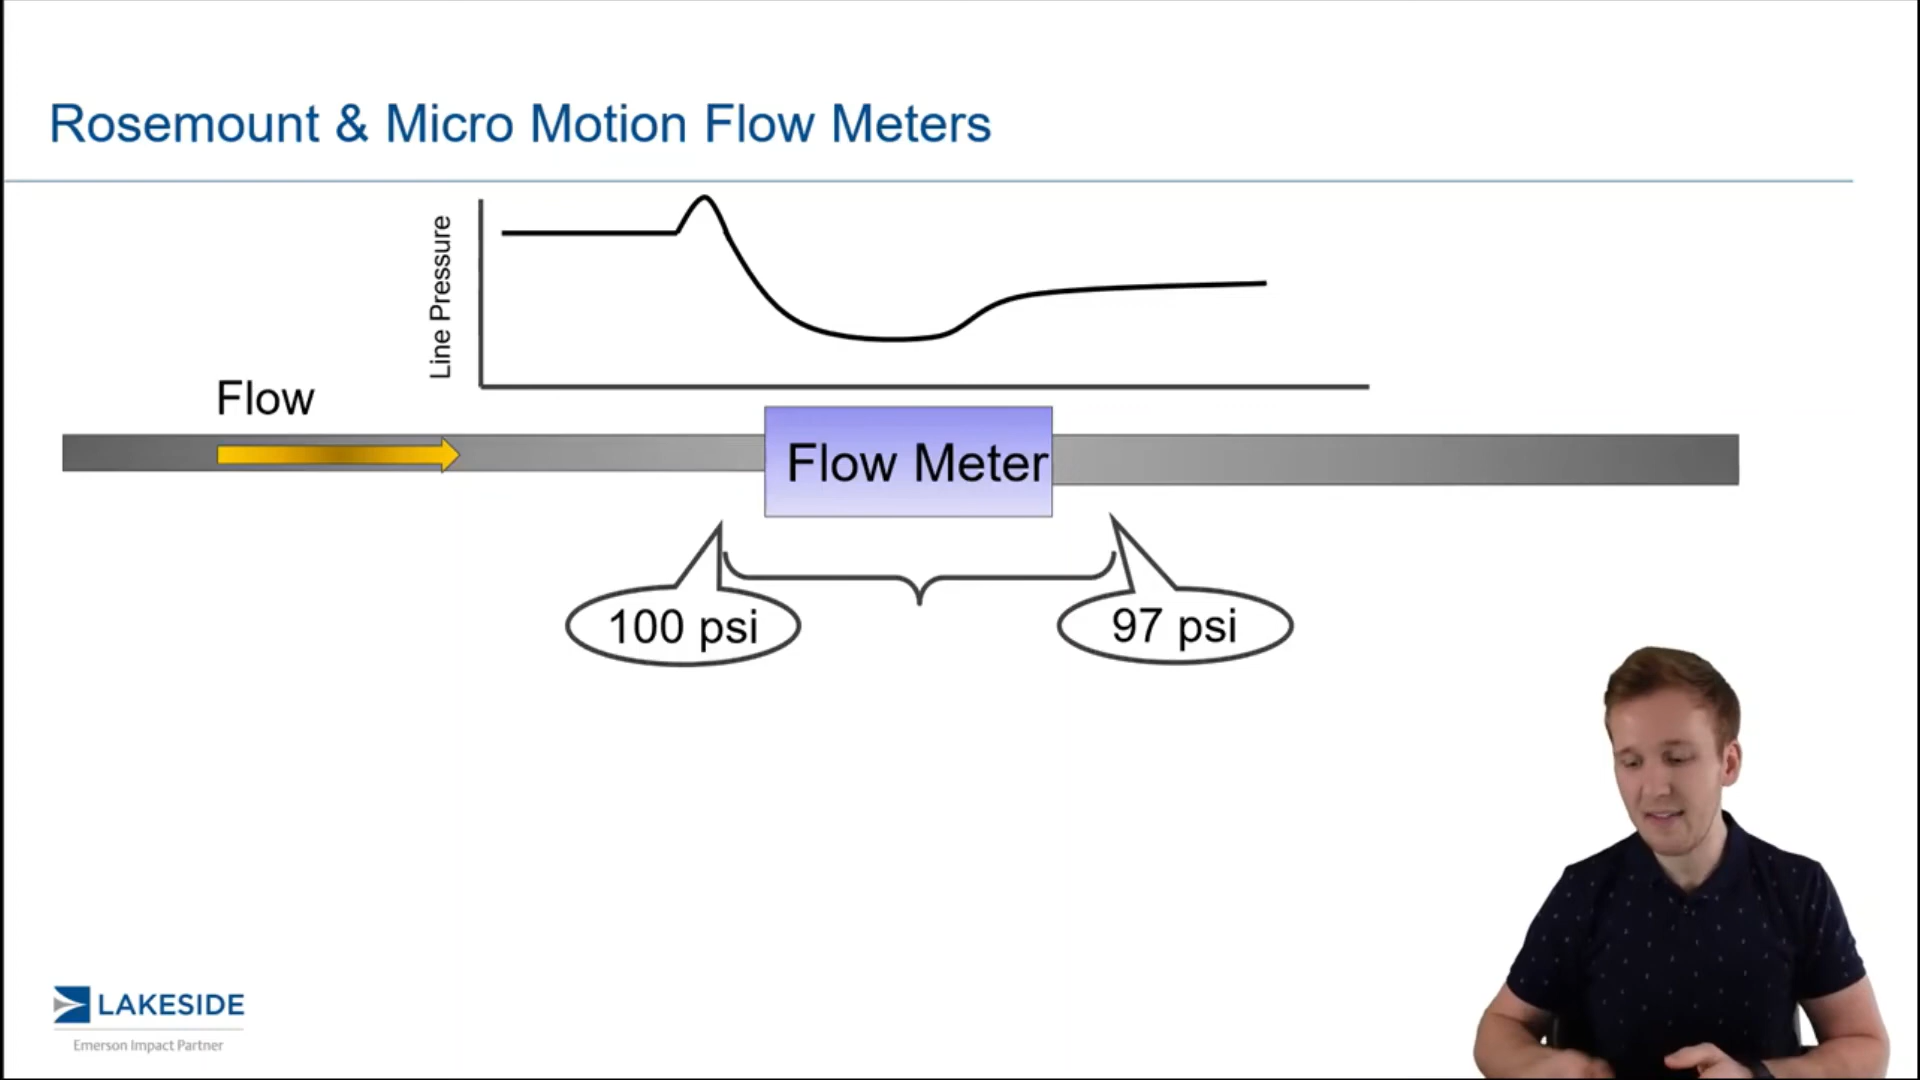 Rosemount & Micro Motion Flow Meters
Line Pressure
Flow
Flow Meter
100 psi
97 psi
LAKESIDE
Emerson Impact Partner